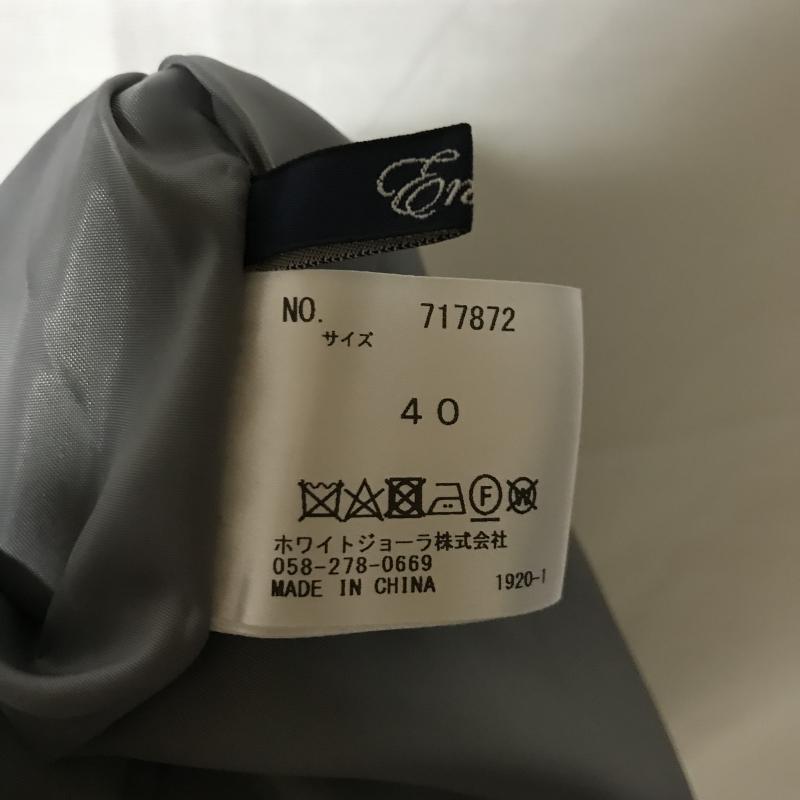 NO. 717872
サイズ
40
F W
ホワイトジョーラ株式会社
058-278-0669
MADE IN CHINA 1920-1